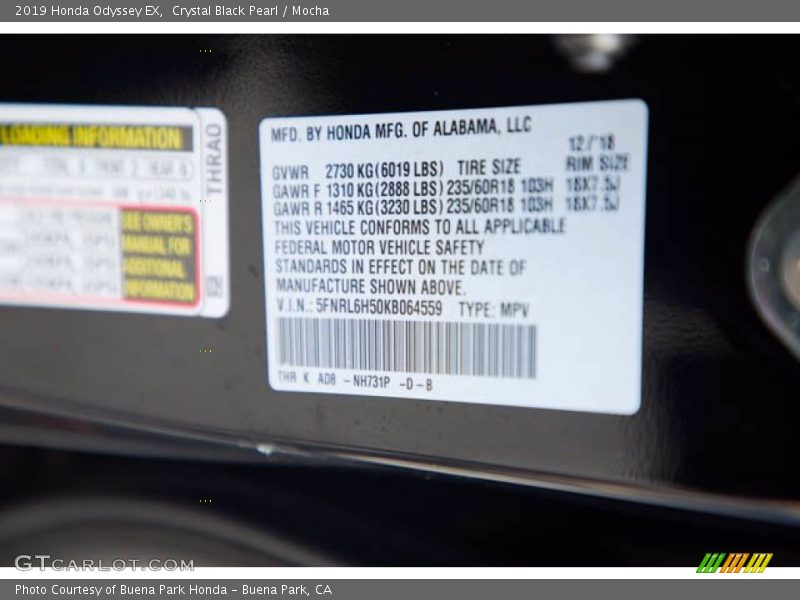 2019 Honda Odyssey EX, Crystal Black Pearl / Mocha
LOADING INFORMATION
SEE OWNER'S
MANUAL FOR
ADDITIONAL
INFORMATION
THRA0
MFD. BY HONDA MFG. OF ALABAMA, LLC
12/'18
GVWR 2730 KG(6019 LBS) TIRE SIZE RIM SIZE
GAWR F 1310 KG(2888 LBS) 235/60R18 103H 18X7.5J
GAWR R 1465 KG(3230 LBS) 235/60R18 103H 18X7.5J
THIS VEHICLE CONFORMS TO ALL APPLICABLE
FEDERAL MOTOR VEHICLE SAFETY
STANDARDS IN EFFECT ON THE DATE OF
MANUFACTURE SHOWN ABOVE.
V.I.N.: 5FNRL6H50KB064559 TYPE: MPV
THR K AD8 -NH731P -D-B
GTCARLOT.COM
Photo Courtesy of Buena Park Honda – Buena Park, CA